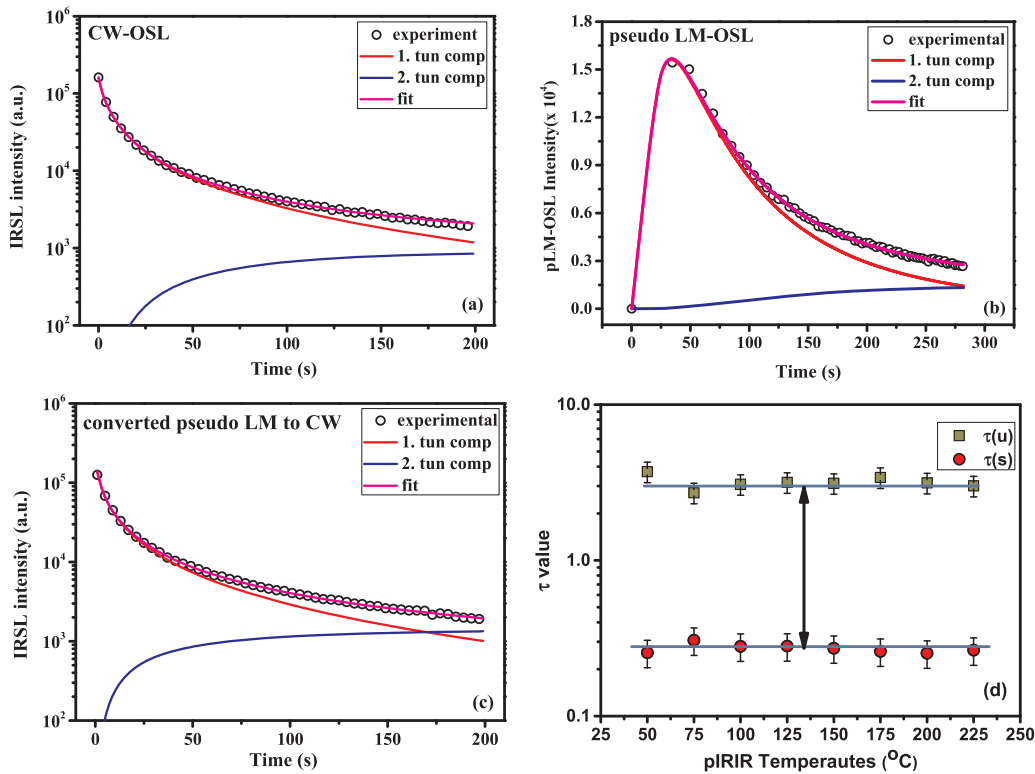 CW-OSL
experiment
1. tun comp
2. tun comp
fit
10^6
10^5
10^4
10^3
10^2
IRSL intensity (a.u.)
0 50 100 150 200
Time (s)
(a)
pseudo LM-OSL
experimental
1. tun comp
2. tun comp
fit
1.8
1.5
1.2
0.9
0.6
0.3
0.0
pLM-OSL Intensity(x 10^4)
0 50 100 150 200 250 300
Time (s)
(b)
converted pseudo LM to CW
experimental
1. tun comp
2. tun comp
fit
10^6
10^5
10^4
10^3
10^2
IRSL intensity (a.u.)
0 50 100 150 200
Time (s)
(c)
τ(u)
τ(s)
10.0
1.0
0.1
τ value
25 50 75 100 125 150 175 200 225 250
pIRIR Temperautes (°C)
(d)